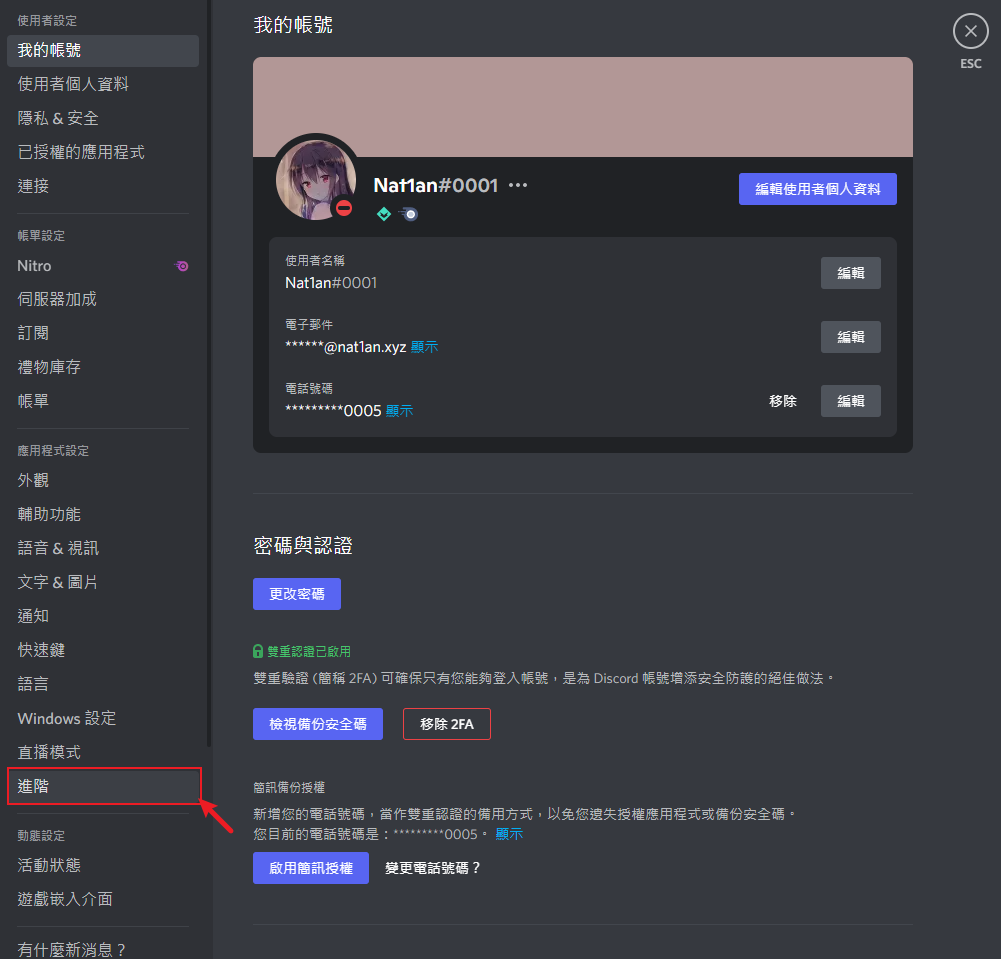 使用者設定
我的帳號
使用者個人資料
隱私 & 安全
已授權的應用程式
連接
帳單設定
Nitro
伺服器加成
訂閱
禮物庫存
帳單
應用程式設定
外觀
輔助功能
語音 & 視訊
文字 & 圖片
通知
快速鍵
語言
Windows 設定
直播模式
進階
動態設定
活動狀態
遊戲嵌入介面
有什麼新消息？
我的帳號
ESC
Nat1an#0001
編輯使用者個人資料
使用者名稱
Nat1an#0001
編輯
電子郵件
******@nat1an.xyz 顯示
編輯
電話號碼
*********0005 顯示
移除
編輯
密碼與認證
更改密碼
雙重認證已啟用
雙重驗證 (簡稱 2FA) 可確保只有您能夠登入帳號，是為 Discord 帳號增添安全防護的絕佳做法。
檢視備份安全碼
移除 2FA
簡訊備份授權
新增您的電話號碼，當作雙重認證的備用方式，以免您遺失授權應用程式或備份安全碼。
您目前的電話號碼是：*********0005。 顯示
啟用簡訊授權
變更電話號碼？